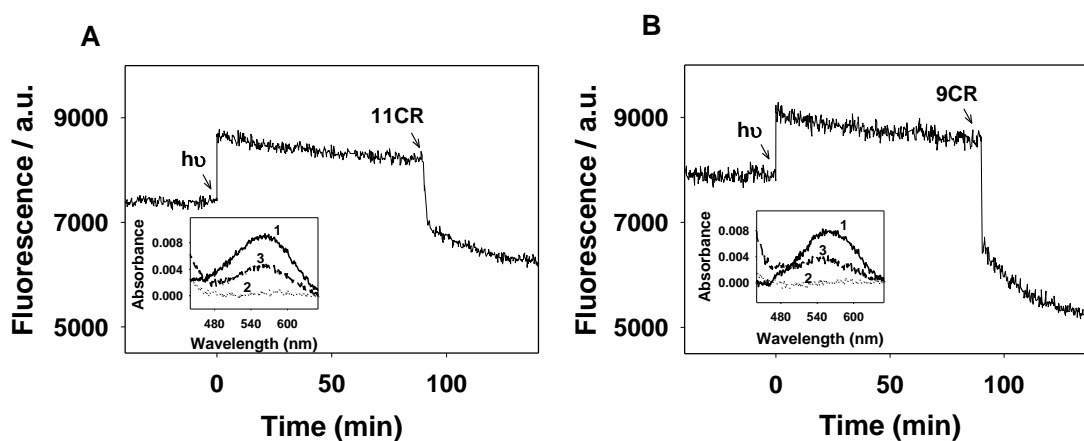 A
Fluorescence / a.u.
9000
7000
5000
hυ
11CR
Absorbance
0.008
0.004
0.000
1
3
2
480
540
600
Wavelength (nm)
0
50
100
Time (min)
B
Fluorescence / a.u.
9000
7000
5000
hυ
9CR
Absorbance
0.008
0.004
0.000
1
3
2
480
540
600
Wavelength (nm)
0
50
100
Time (min)